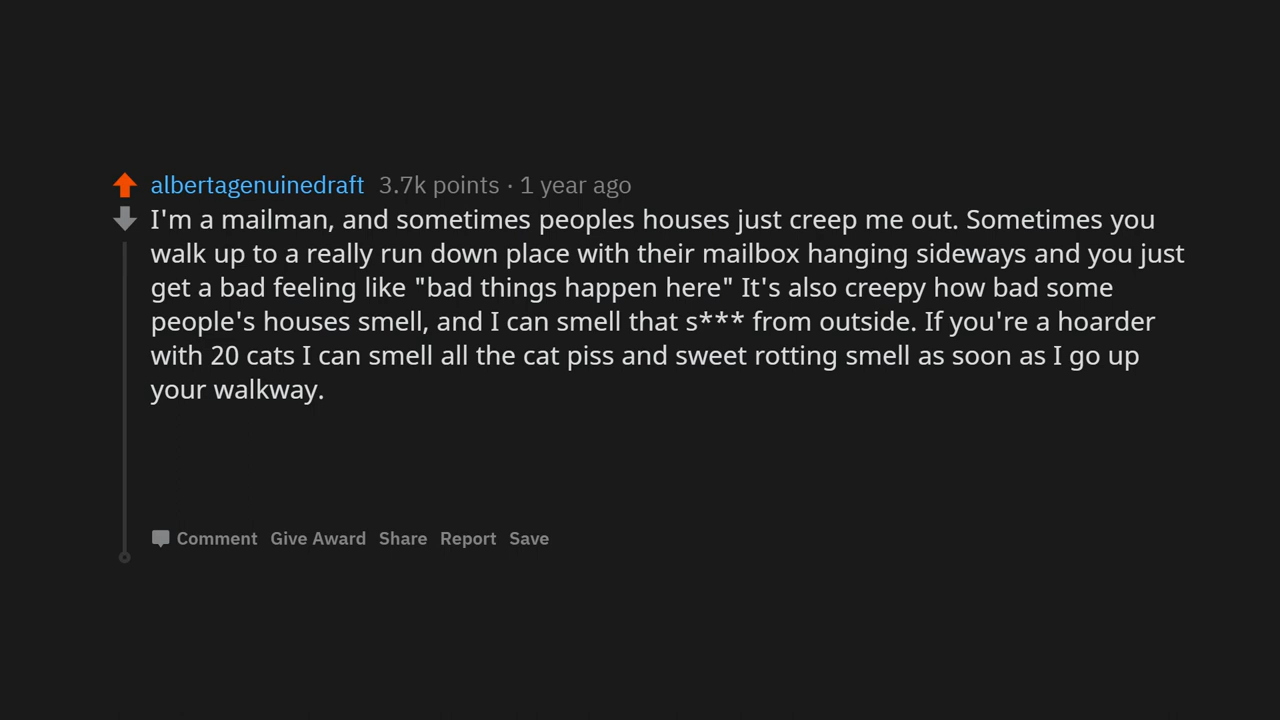 albertagenuinedraft 3.7k points · 1 year ago
I'm a mailman, and sometimes peoples houses just creep me out. Sometimes you
walk up to a really run down place with their mailbox hanging sideways and you just
get a bad feeling like "bad things happen here" It's also creepy how bad some
people's houses smell, and I can smell that s*** from outside. If you're a hoarder
with 20 cats I can smell all the cat piss and sweet rotting smell as soon as I go up
your walkway.
Comment Give Award Share Report Save